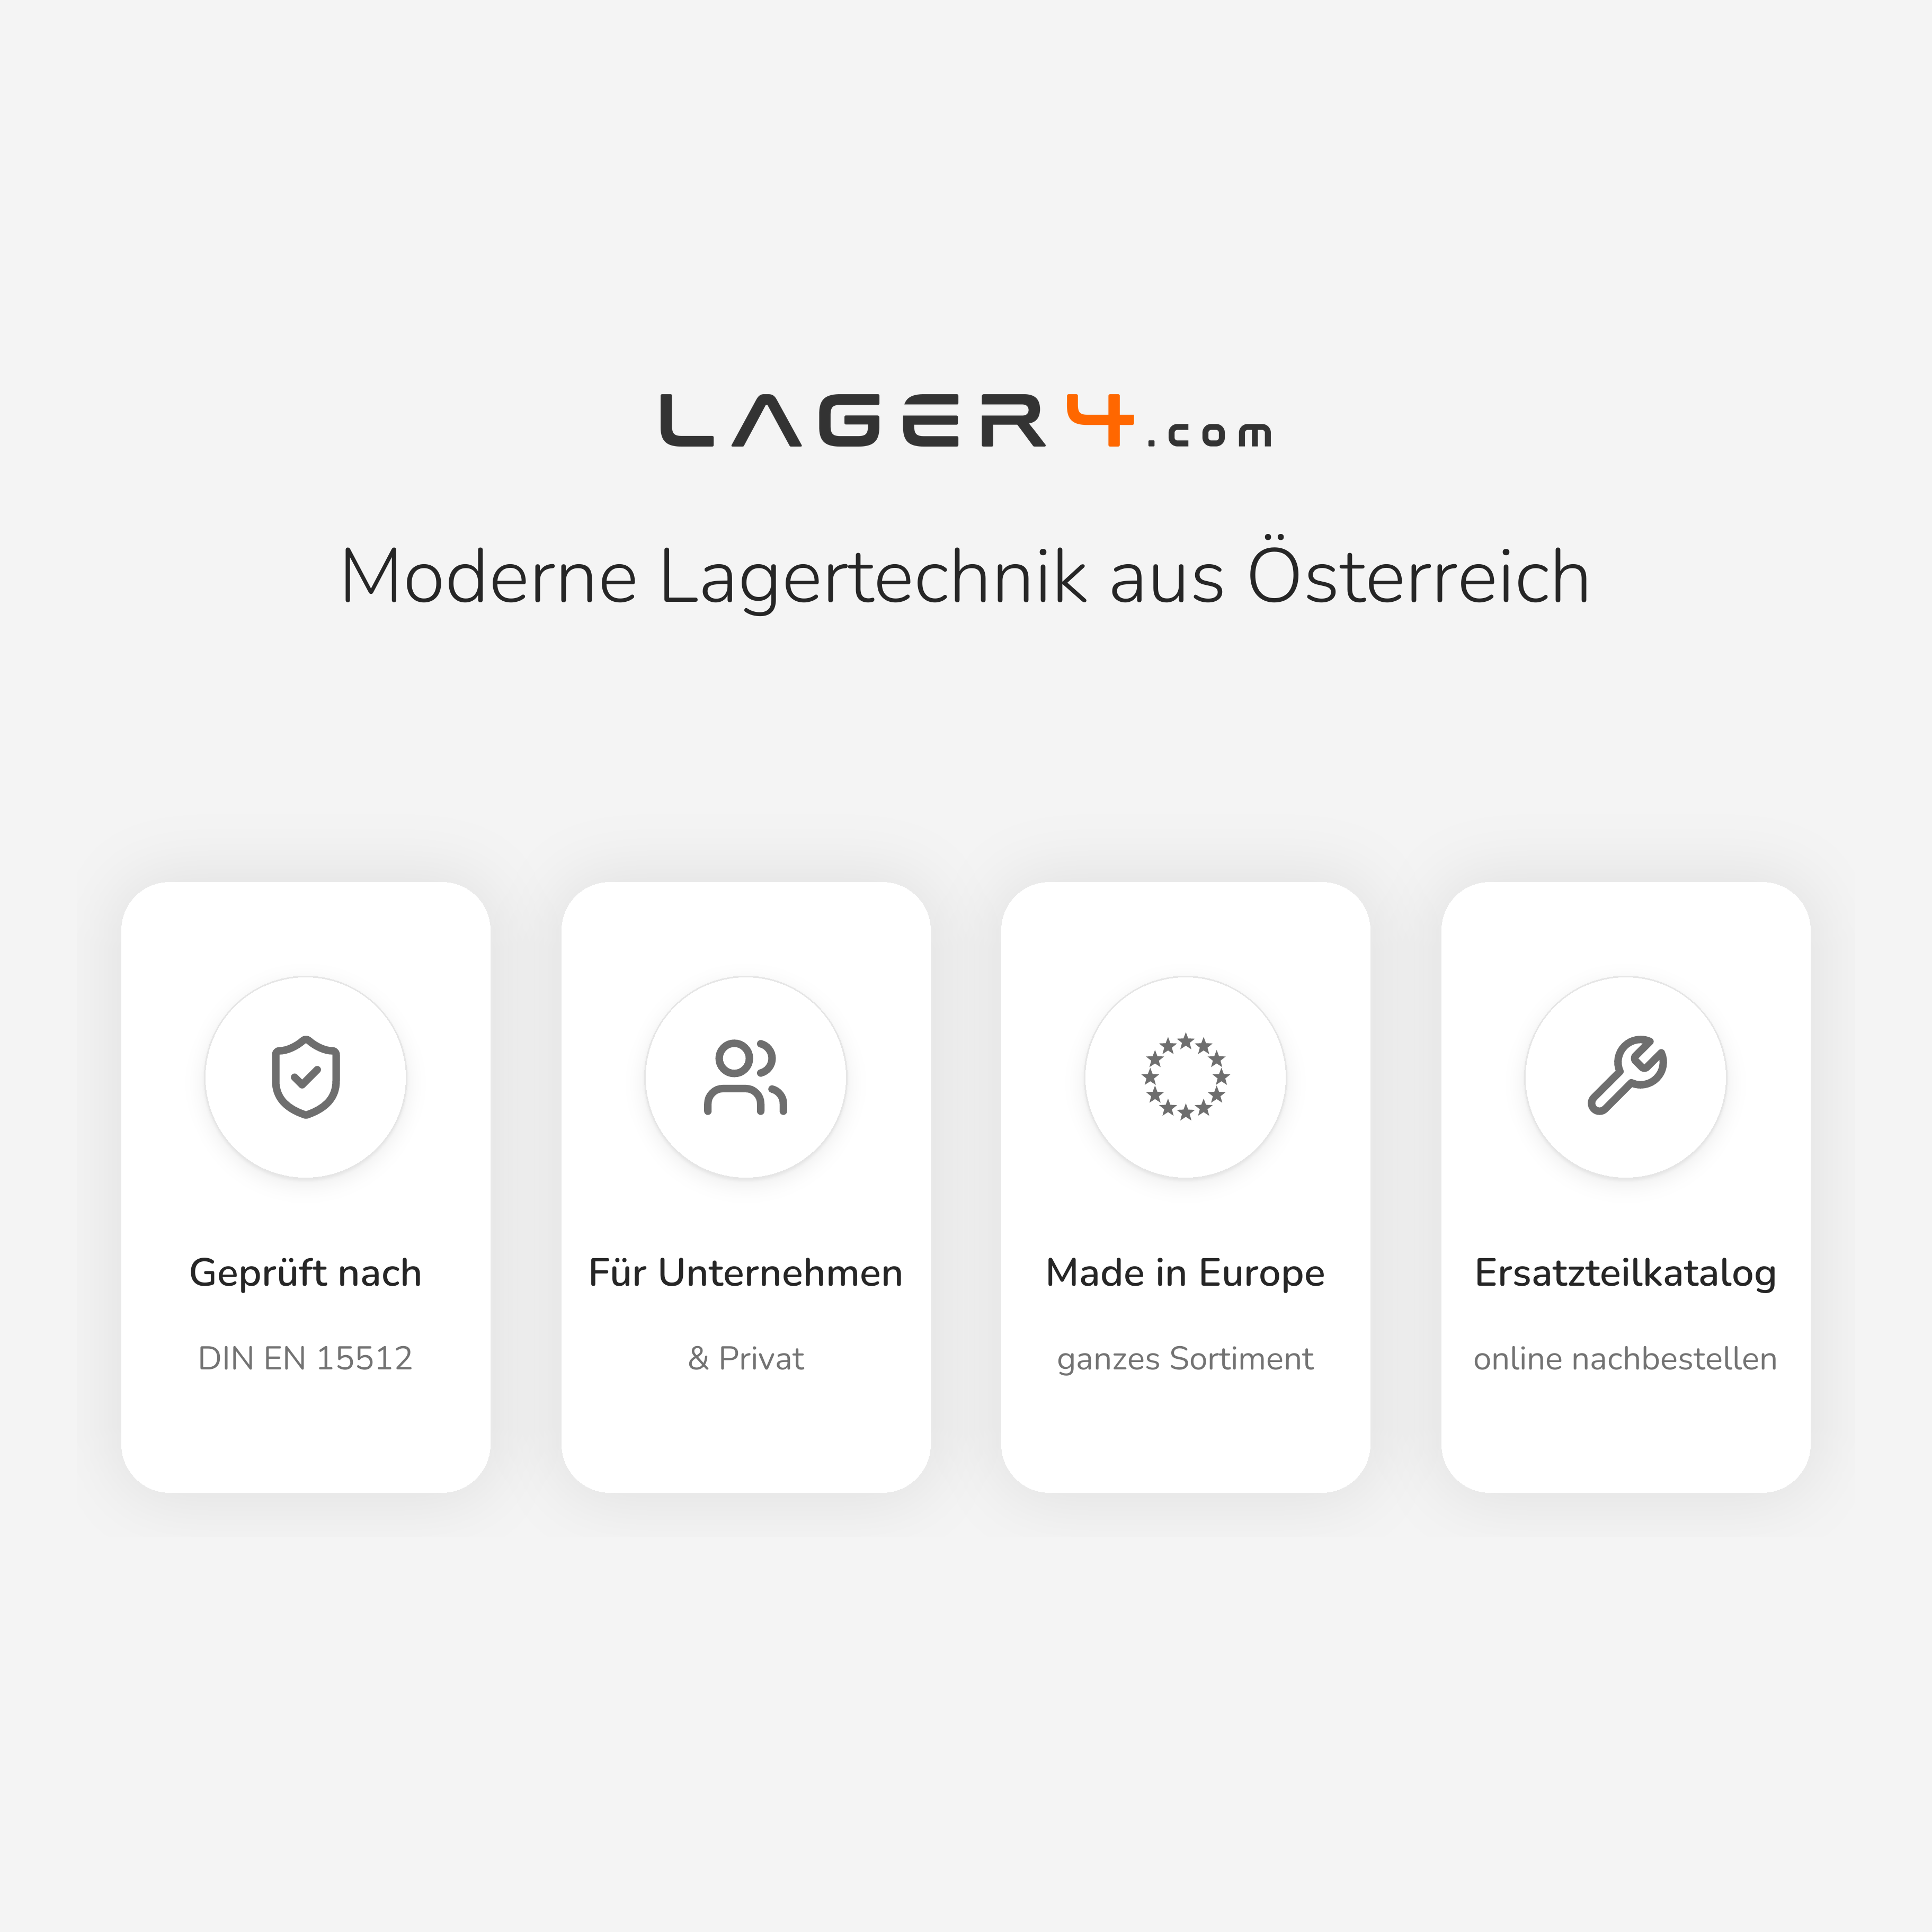 LAGER4.com
Moderne Lagertechnik aus Österreich
Geprüft nach
DIN EN 15512
Für Unternehmen
& Privat
Made in Europe
ganzes Sortiment
Ersatzteilkatalog
online nachbestellen